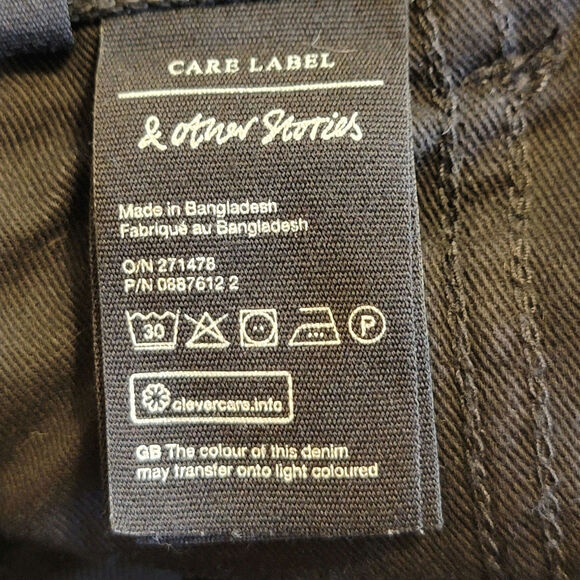 CARE LABEL
& other Stories
Made in Bangladesh
Fabriqué au Bangladesh
O/N 271478
P/N 0887612 2
30 P
clevercare.info
GB The colour of this denim
may transfer onto light coloured